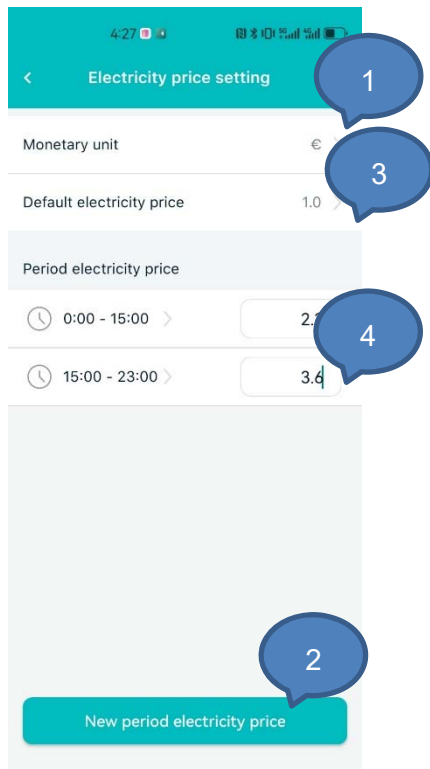 4:27
Electricity price setting
1
Monetary unit €
3
Default electricity price 1.0
Period electricity price
0:00 - 15:00
4
15:00 - 23:00 3.6
2
New period electricity price